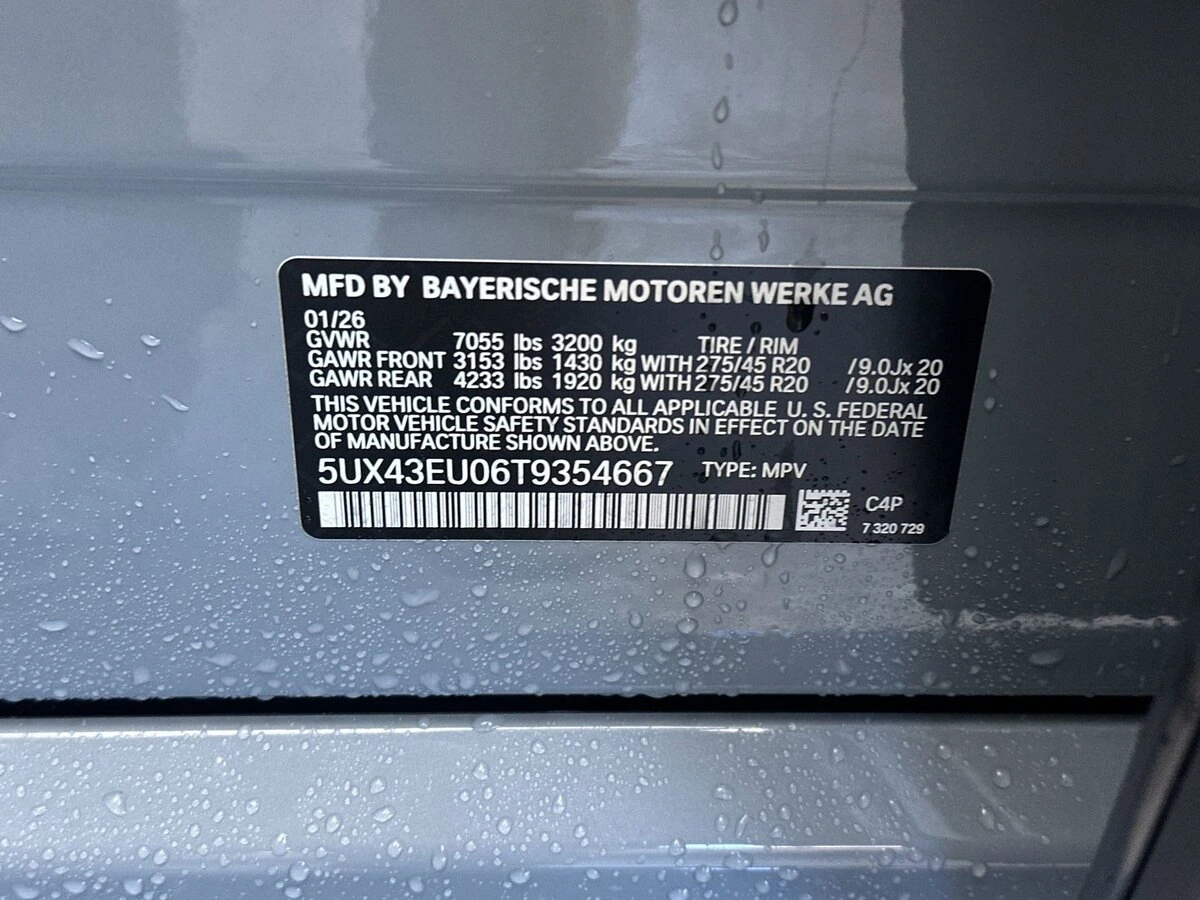 MFD BY BAYERISCHE MOTOREN WERKE AG
01/26
GVWR 7055 lbs 3200 kg TIRE / RIM
GAWR FRONT 3153 lbs 1430 kg WITH 275/45 R20 /9.0Jx 20
GAWR REAR 4233 lbs 1920 kg WITH 275/45 R20 /9.0Jx 20
THIS VEHICLE CONFORMS TO ALL APPLICABLE U. S. FEDERAL
MOTOR VEHICLE SAFETY STANDARDS IN EFFECT ON THE DATE
OF MANUFACTURE SHOWN ABOVE.
5UX43EU06T9354667 TYPE: MPV
C4P
7 320 729